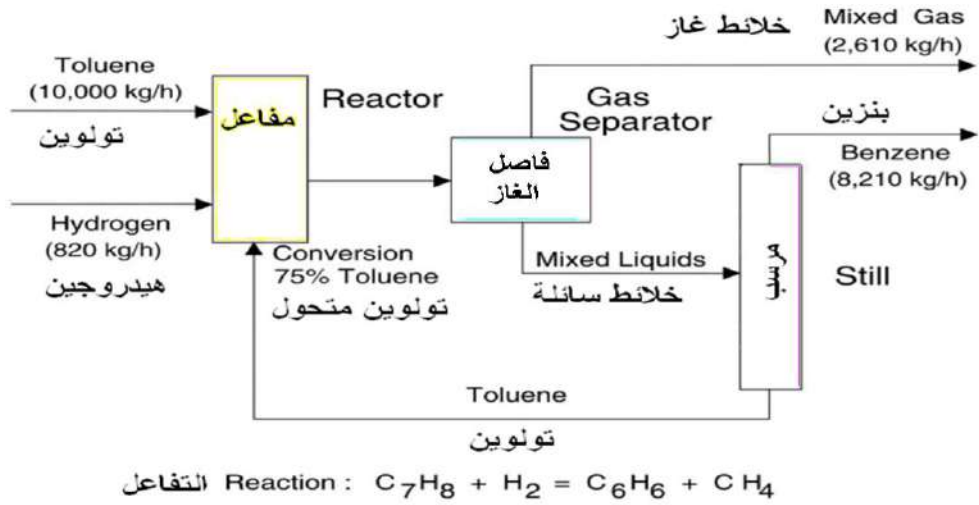 خلائط غاز
Mixed Gas
(2,610 kg/h)
Toluene
(10,000 kg/h)
تولوين
مفاعل
Reactor
Gas
Separator
فاصل
الغاز
بنزين
Benzene
(8,210 kg/h)
Hydrogen
(820 kg/h)
هيدروجين
Conversion
75% Toluene
تولوين متحول
Mixed Liquids
خلائط سائلة
مرسب
Still
Toluene
تولوين
التفاعل Reaction : C7H8 + H2 = C6H6 + CH4